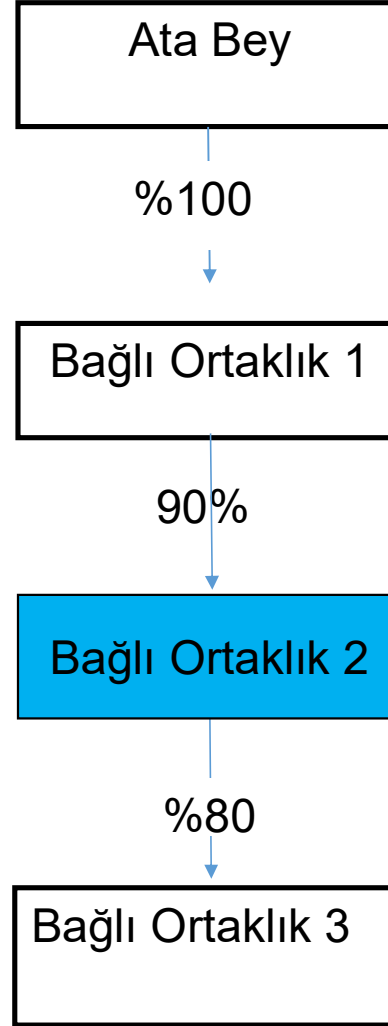 Ata Bey
%100
Bağlı Ortaklık 1
90%
Bağlı Ortaklık 2
%80
Bağlı Ortaklık 3